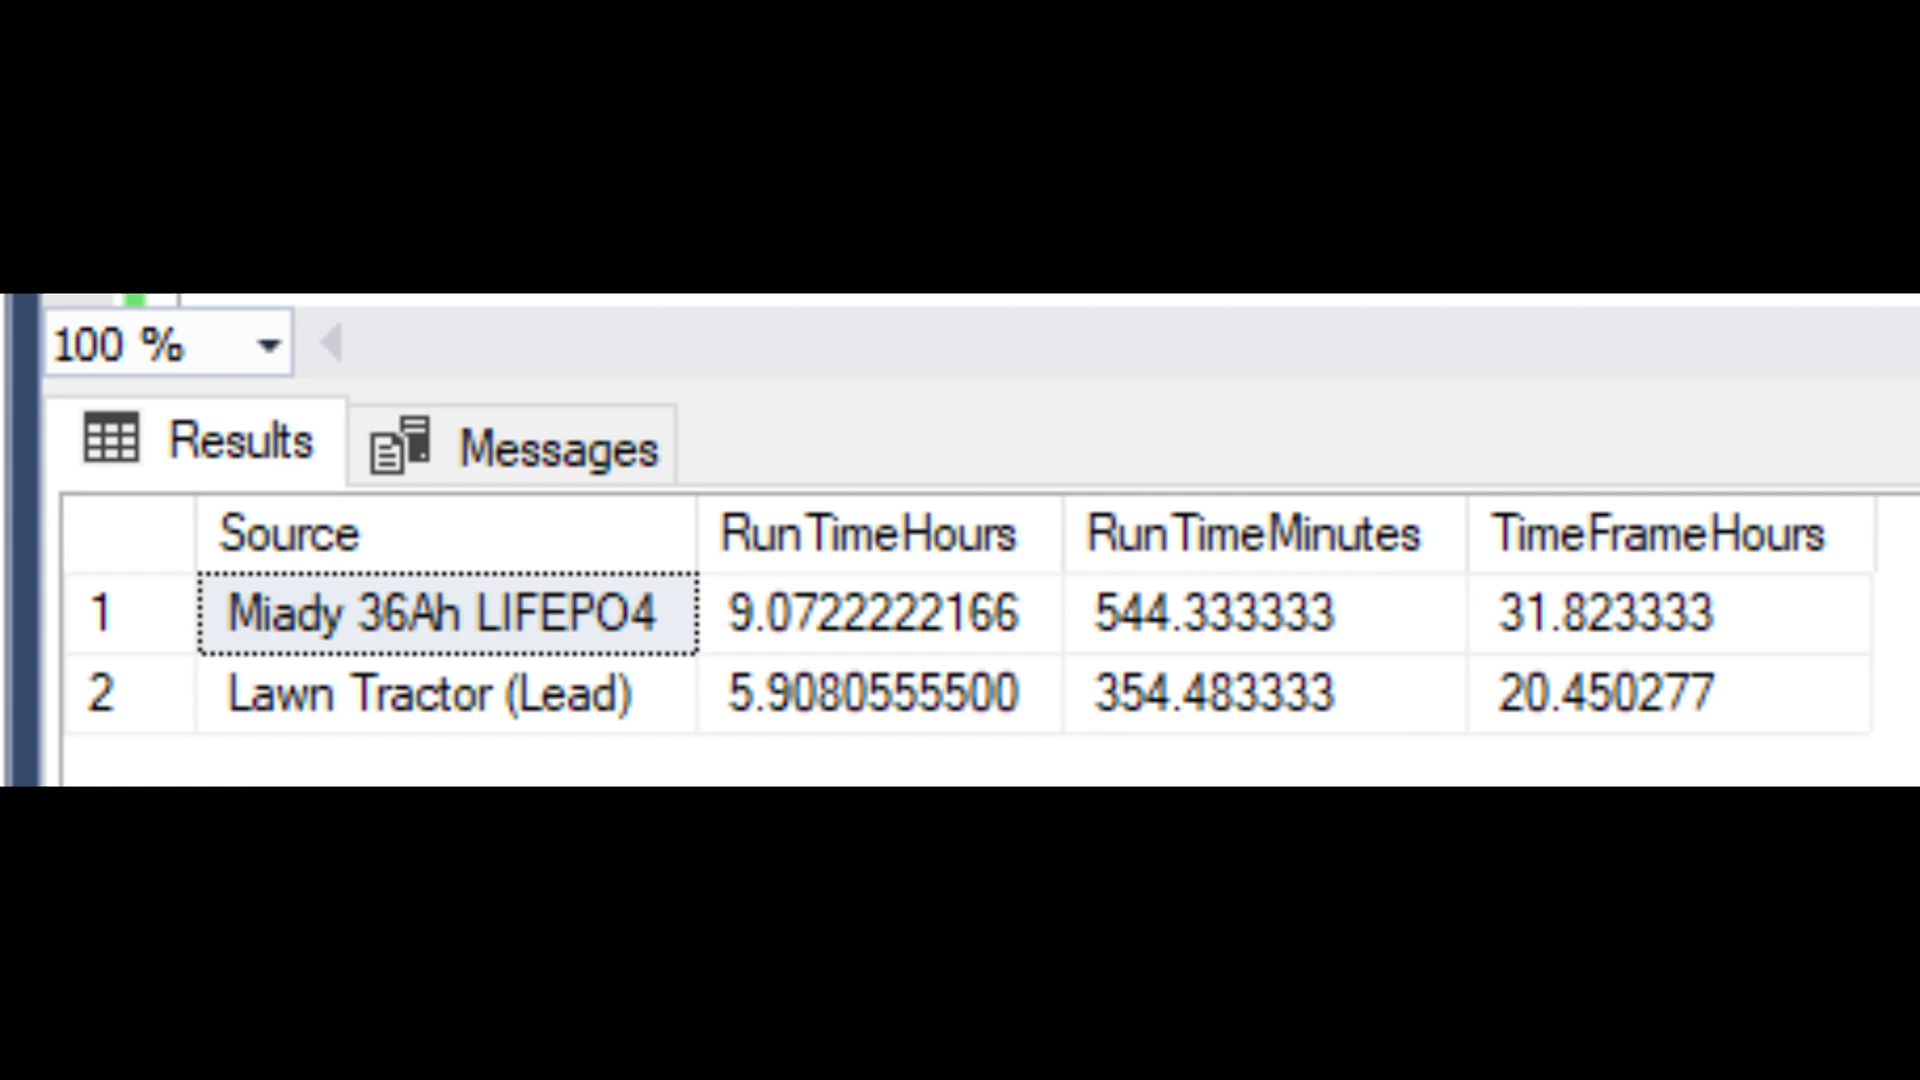 100 %
Results Messages
Source RunTimeHours RunTimeMinutes TimeFrameHours
1 Miady 36Ah LIFEPO4 9.0722222166 544.333333 31.823333
2 Lawn Tractor (Lead) 5.9080555500 354.483333 20.450277